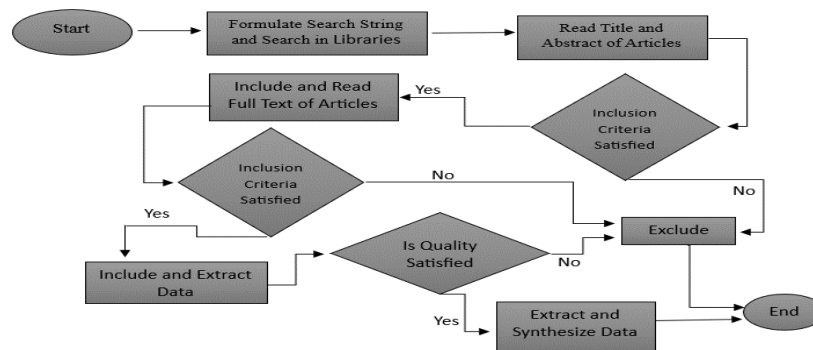 Start
Formulate Search String
and Search in Libraries
Read Title and
Abstract of Articles
Include and Read
Full Text of Articles
Yes
Inclusion
Criteria
Satisfied
No
Inclusion
Criteria
Satisfied
No
Yes
Exclude
Include and Extract
Data
Is Quality
Satisfied
No
Yes
Extract and
Synthesize Data
End